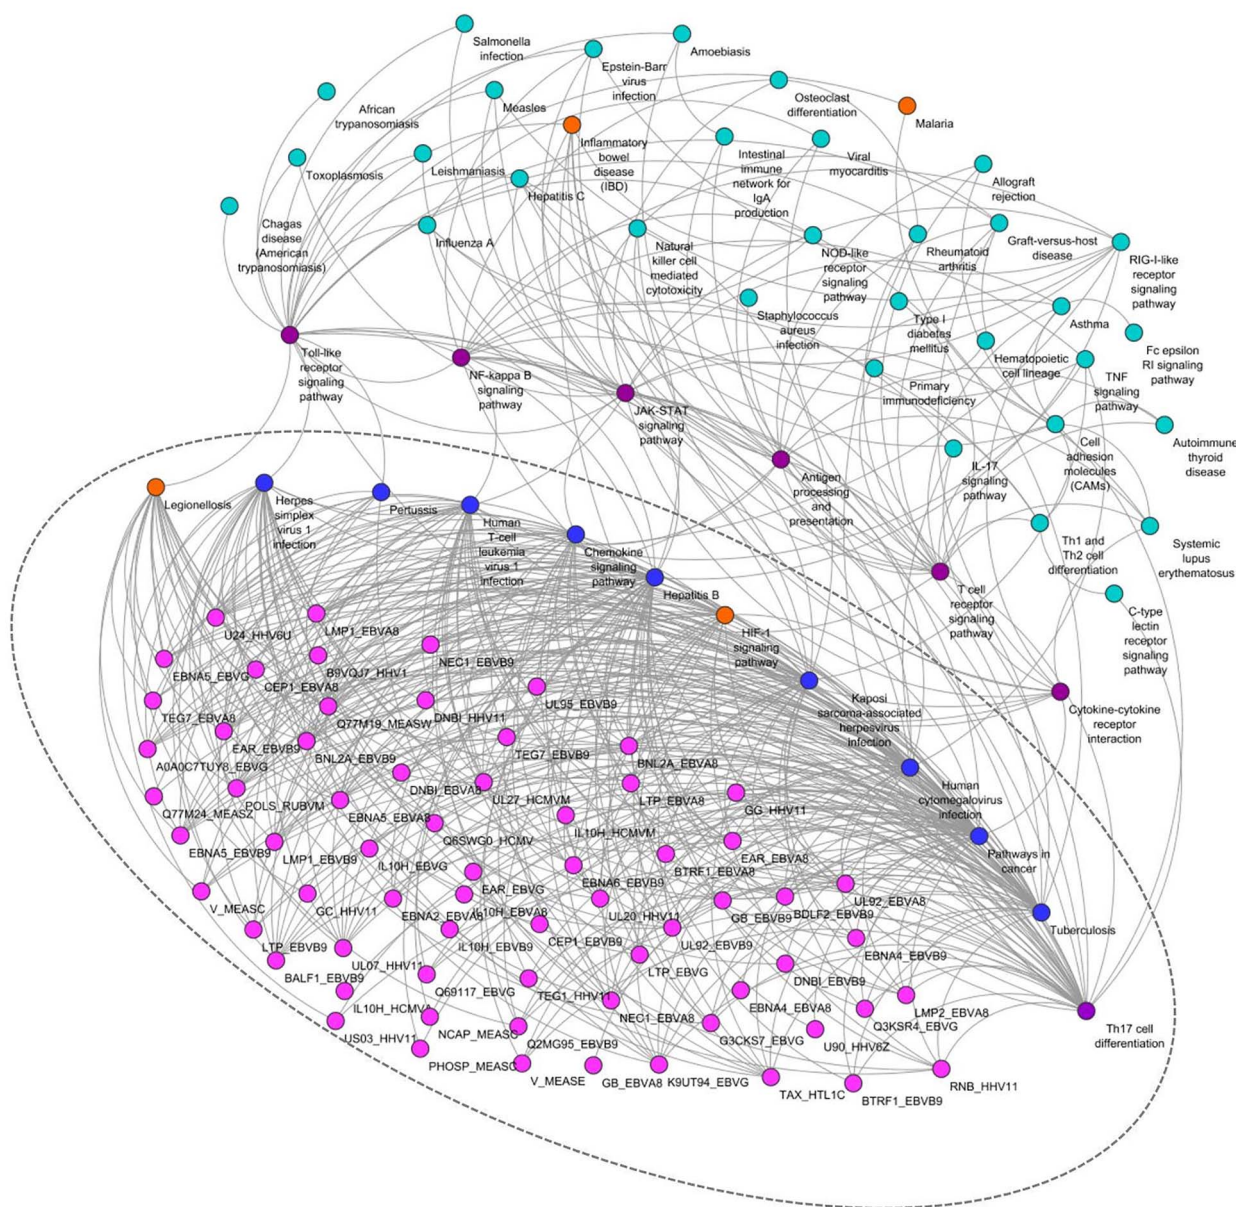 Salmonella
infection
Amoebiasis
Epstein-Barr
virus
infection
Osteoclast
differentiation
Measles
African
trypanosomiasis
Malaria
Inflammatory
bowel
disease
(IBD)
Intestinal
immune
network for
IgA
production
Viral
myocarditis
Toxoplasmosis
Leishmaniasis
Allograft
rejection
Hepatitis C
Chagas
disease
(American
trypanosomiasis)
Influenza A
Natural
killer cell
mediated
cytotoxicity
NOD-like
receptor
signaling
pathway
Rheumatoid
arthritis
Graft-versus-host
disease
RIG-I-like
receptor
signaling
pathway
Staphylococcus
aureus
infection
Type I
diabetes
mellitus
Asthma
Toll-like
receptor
signaling
pathway
NF-kappa B
signaling
pathway
Hematopoietic
cell lineage
Fc epsilon
RI signaling
pathway
Primary
immunodeficiency
TNF
signaling
pathway
JAK-STAT
signaling
pathway
Cell
adhesion
molecules
(CAMs)
Autoimmune
thyroid
disease
Antigen
processing
and
presentation
IL-17
signaling
pathway
Legionellosis
Herpes
simplex
virus 1
infection
Pertussis
Human
T-cell
leukemia
virus 1
infection
Chemokine
signaling
pathway
Th1 and
Th2 cell
differentiation
Systemic
lupus
erythematosus
Hepatitis B
T cell
receptor
signaling
pathway
C-type
lectin
receptor
signaling
pathway
HIF-1
signaling
pathway
U24_HHV6U
LMP1_EBVA8
NEC1_EBVB9
EBNA5_EBVG
CEP1_EBVA8
B9VQJ7_HHV1
Kaposi
sarcoma-associated
herpesvirus
infection
Cytokine-cytokine
receptor
interaction
UL95_EBVB9
TEG7_EBVA8
Q77M19_MEASW
DNBI_HHV11
EAR_EBVB9
BNL2A_EBVB9
TEG7_EBVB9
BNL2A_EBVA8
A0A0C7TUY8_EBVG
DNBI_EBVA8
UL27_HCMVM
LTP_EBVA8
GG_HHV11
Human
cytomegalovirus
infection
Q77M24_MEASZ
POLS_RUBVM
EBNA5_EBVA8
Q6SWG0_HCMV
IL10H_HCMVM
EBNA5_EBVB9
LMP1_EBVB9
IL10H_EBVG
EAR_EBVG
EBNA6_EBVB9
BTRF1_EBVA8
EAR_EBVA8
Pathways in
cancer
V_MEASC
GC_HHV11
EBNA2_EBVA8
IL10H_EBVA8
UL20_HHV11
GB_EBVB9
BDLF2_EBVB9
UL92_EBVA8
Tuberculosis
LTP_EBVB9
UL07_HHV11
IL10H_EBVB9
CEP1_EBVB9
UL92_EBVB9
EBNA4_EBVB9
BALF1_EBVB9
Q69117_EBVG
TEG1_HHV11
LTP_EBVG
DNBI_EBVB9
IL10H_HCMVA
NEC1_EBVA8
EBNA4_EBVA8
LMP2_EBVA8
Q3KSR4_EBVG
Th17 cell
differentiation
US03_HHV11
NCAP_MEASC
Q2MG95_EBVB9
G3CKS7_EBVG
U90_HHV6Z
PHOSP_MEASC
V_MEASE
GB_EBVA8
K9UT94_EBVG
TAX_HTL1C
BTRF1_EBVB9
RNB_HHV11